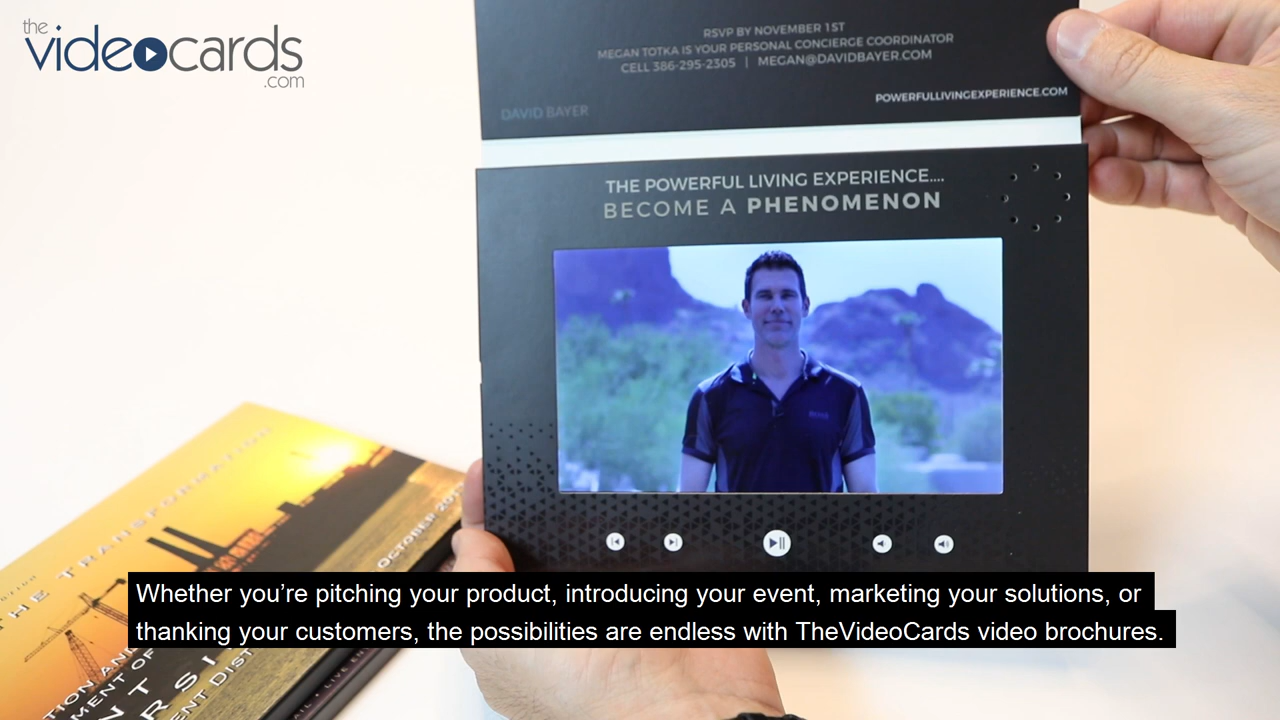 the
videocards
.com
RSVP BY NOVEMBER 1ST
MEGAN TOTKA IS YOUR PERSONAL CONCIERGE COORDINATOR
CELL 386-295-2305 | MEGAN@DAVIDBAYER.COM
POWERFULLIVINGEXPERIENCE.COM
DAVID BAYER
THE POWERFUL LIVING EXPERIENCE....
BECOME A PHENOMENON
THE TRANSFORMATION
OCTOBER
Whether you’re pitching your product, introducing your event, marketing your solutions, or
thanking your customers, the possibilities are endless with TheVideoCards video brochures.